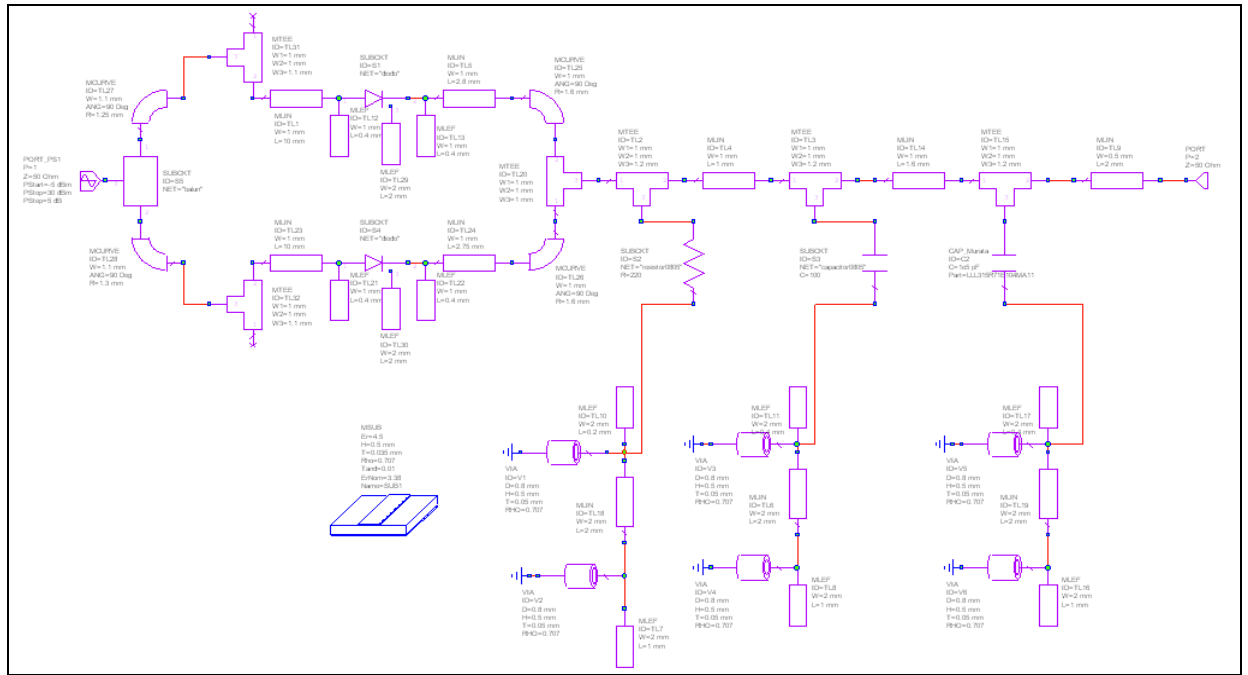 MTEE
ID=TL31
W1=1 mm
W2=1 mm
W3=1.1 mm
SUBCKT
ID=S1
NET="diode"
MLIN
ID=TL5
W=1 mm
L=2.8 mm
MCURVE
ID=TL25
W=1 mm
ANG=90 Deg
R=1.6 mm
MCURVE
ID=TL27
W=1.1 mm
ANG=90 Deg
R=1.25 mm
MLIN
ID=TL1
W=1 mm
L=10 mm
MLEF
ID=TL12
W=1 mm
L=0.4 mm
MLEF
ID=TL13
W=1 mm
L=0.4 mm
MLEF
ID=TL29
W=2 mm
L=2 mm
PORT_PS1
P=1
Z=50 Ohm
PStart=-5 dBm
PStop=30 dBm
PStep=5 dB
SUBCKT
ID=S5
NET="balun"
MTEE
ID=TL20
W1=1 mm
W2=1 mm
W3=1 mm
MTEE
ID=TL2
W1=1 mm
W2=1 mm
W3=1.2 mm
MLIN
ID=TL4
W=1 mm
L=1 mm
MTEE
ID=TL3
W1=1 mm
W2=1 mm
W3=1.2 mm
MLIN
ID=TL14
W=1 mm
L=1.6 mm
MTEE
ID=TL15
W1=1 mm
W2=1 mm
W3=1.2 mm
MLIN
ID=TL9
W=0.5 mm
L=2 mm
PORT
P=2
Z=50 Ohm
MCURVE
ID=TL28
W=1.1 mm
ANG=90 Deg
R=1.3 mm
MLIN
ID=TL23
W=1 mm
L=10 mm
SUBCKT
ID=S4
NET="diode"
MLIN
ID=TL24
W=1 mm
L=2.75 mm
MCURVE
ID=TL26
W=1 mm
ANG=90 Deg
R=1.6 mm
MTEE
ID=TL32
W1=1 mm
W2=1 mm
W3=1.1 mm
MLEF
ID=TL21
W=1 mm
L=0.4 mm
MLEF
ID=TL22
W=1 mm
L=0.4 mm
MLEF
ID=TL30
W=2 mm
L=2 mm
SUBCKT
ID=S2
NET="resistor0805"
R=220
SUBCKT
ID=S3
NET="capacitor0805"
C=100
CAP_Murata
ID=C2
C=1e5 pF
Part=LLL315R71E104MA11
MSUB
Er=4.5
H=0.5 mm
T=0.035 mm
Rho=0.707
Tand=0.01
ErNom=3.38
Name=SUB1
MLEF
ID=TL10
W=2 mm
L=0.2 mm
VIA
ID=V1
D=0.8 mm
H=0.5 mm
T=0.05 mm
RHO=0.707
MLIN
ID=TL18
W=2 mm
L=2 mm
VIA
ID=V2
D=0.8 mm
H=0.5 mm
T=0.05 mm
RHO=0.707
MLEF
ID=TL7
W=2 mm
L=1 mm
MLEF
ID=TL11
W=2 mm
VIA
ID=V3
D=0.8 mm
H=0.5 mm
T=0.05 mm
RHO=0.707
MLIN
ID=TL6
W=2 mm
L=2 mm
VIA
ID=V4
D=0.8 mm
H=0.5 mm
T=0.05 mm
RHO=0.707
MLEF
ID=TL8
W=2 mm
L=1 mm
MLEF
ID=TL17
W=2 mm
VIA
ID=V5
D=0.8 mm
H=0.5 mm
T=0.05 mm
RHO=0.707
MLIN
ID=TL19
W=2 mm
L=2 mm
VIA
ID=V6
D=0.8 mm
H=0.5 mm
T=0.05 mm
RHO=0.707
MLEF
ID=TL16
W=2 mm
L=1 mm